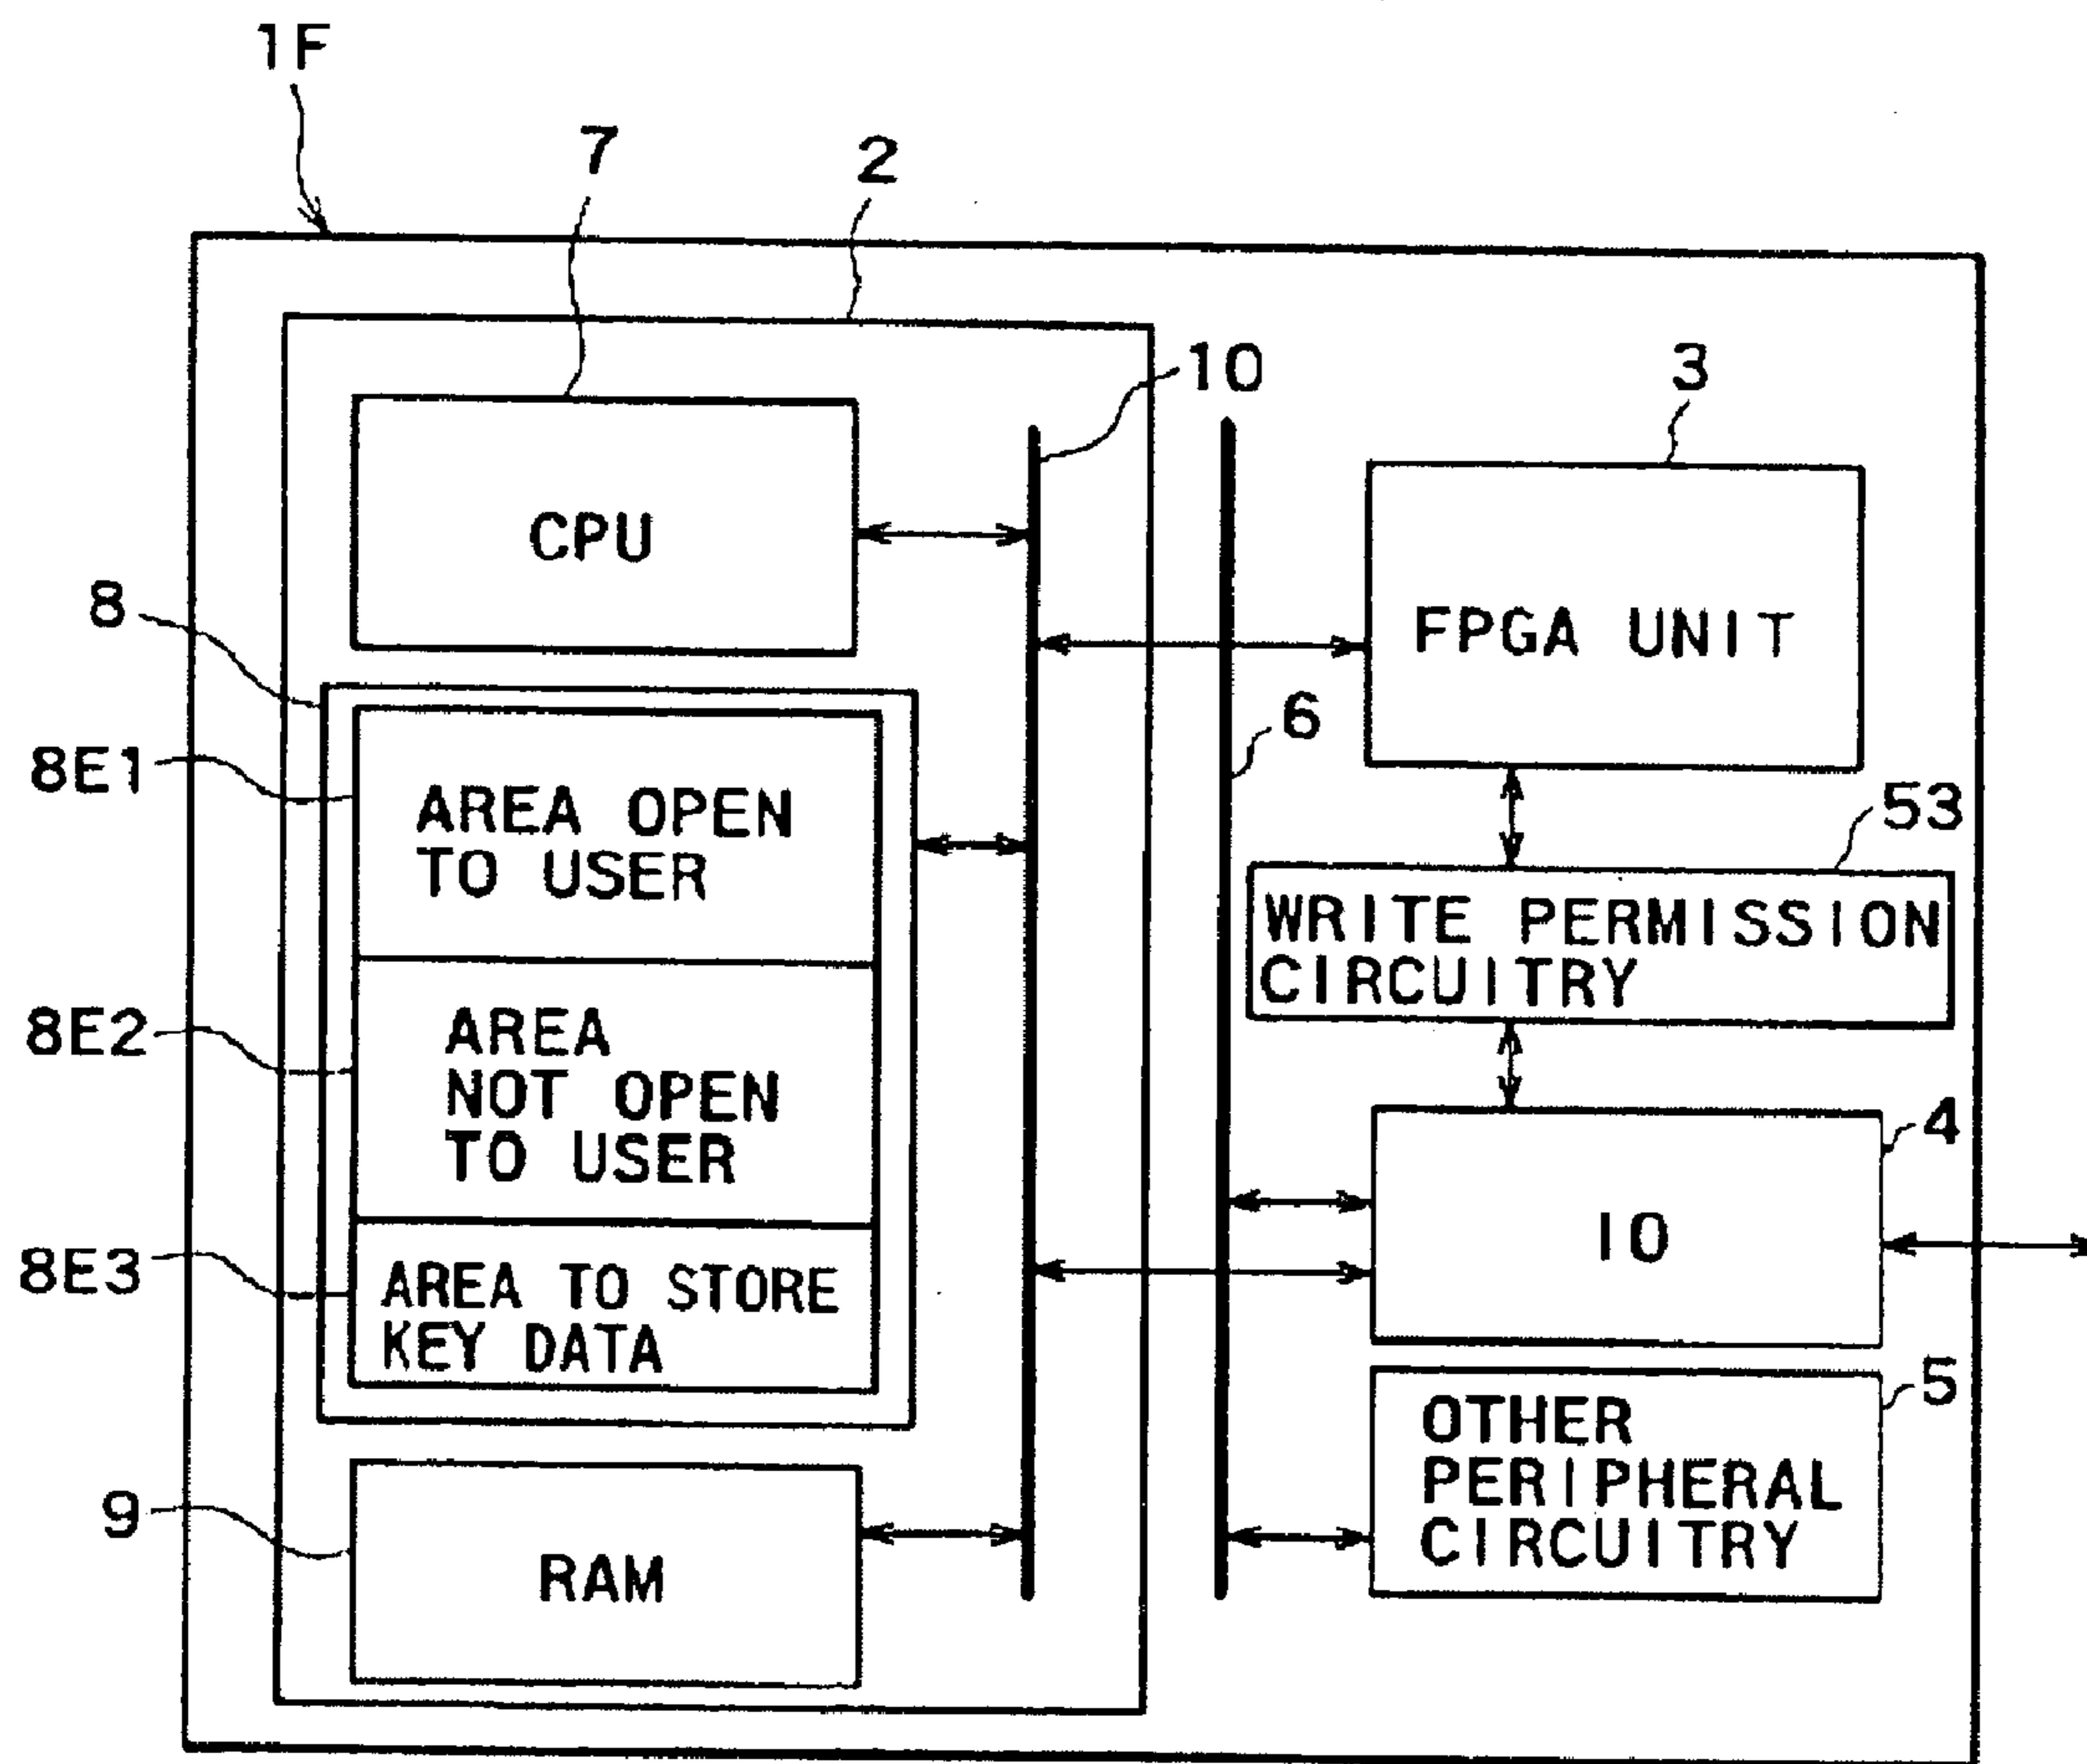 1F
7
2
10
3
CPU
8
FPGA UNIT
6
8E1
AREA OPEN
TO USER
53
WRITE PERMISSION
CIRCUITRY
8E2
AREA
NOT OPEN
TO USER
4
IO
8E3
AREA TO STORE
KEY DATA
5
OTHER
PERIPHERAL
CIRCUITRY
9
RAM